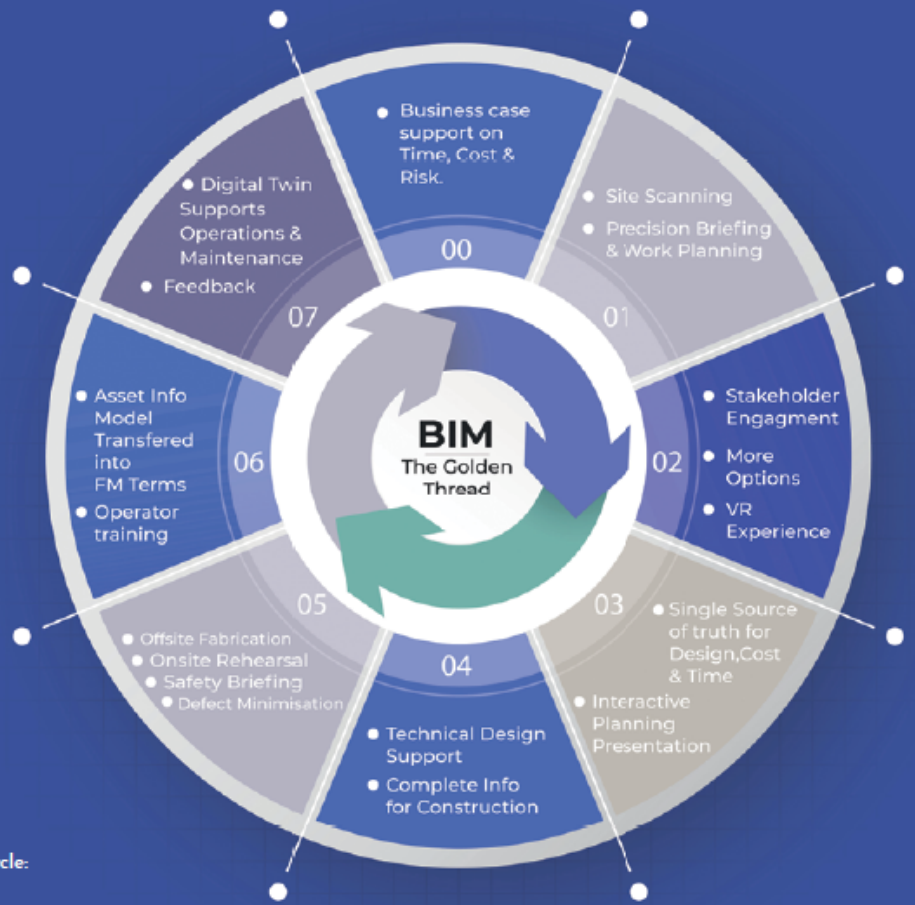 Business case
support on
Time, Cost &
Risk.
00
Site Scanning
Precision Briefing
& Work Planning
01
Stakeholder
Engagment
More
Options
VR
Experience
02
Single Source
of truth for
Design,Cost
& Time
Interactive
Planning
Presentation
03
04
Technical Design
Support
Complete Info
for Construction
05
Offsite Fabrication
Onsite Rehearsal
Safety Briefing
Defect Minimisation
06
Asset Info
Model
Transfered
into
FM Terms
Operator
training
07
Digital Twin
Supports
Operations &
Maintenance
Feedback
BIM
The Golden
Thread
cle: